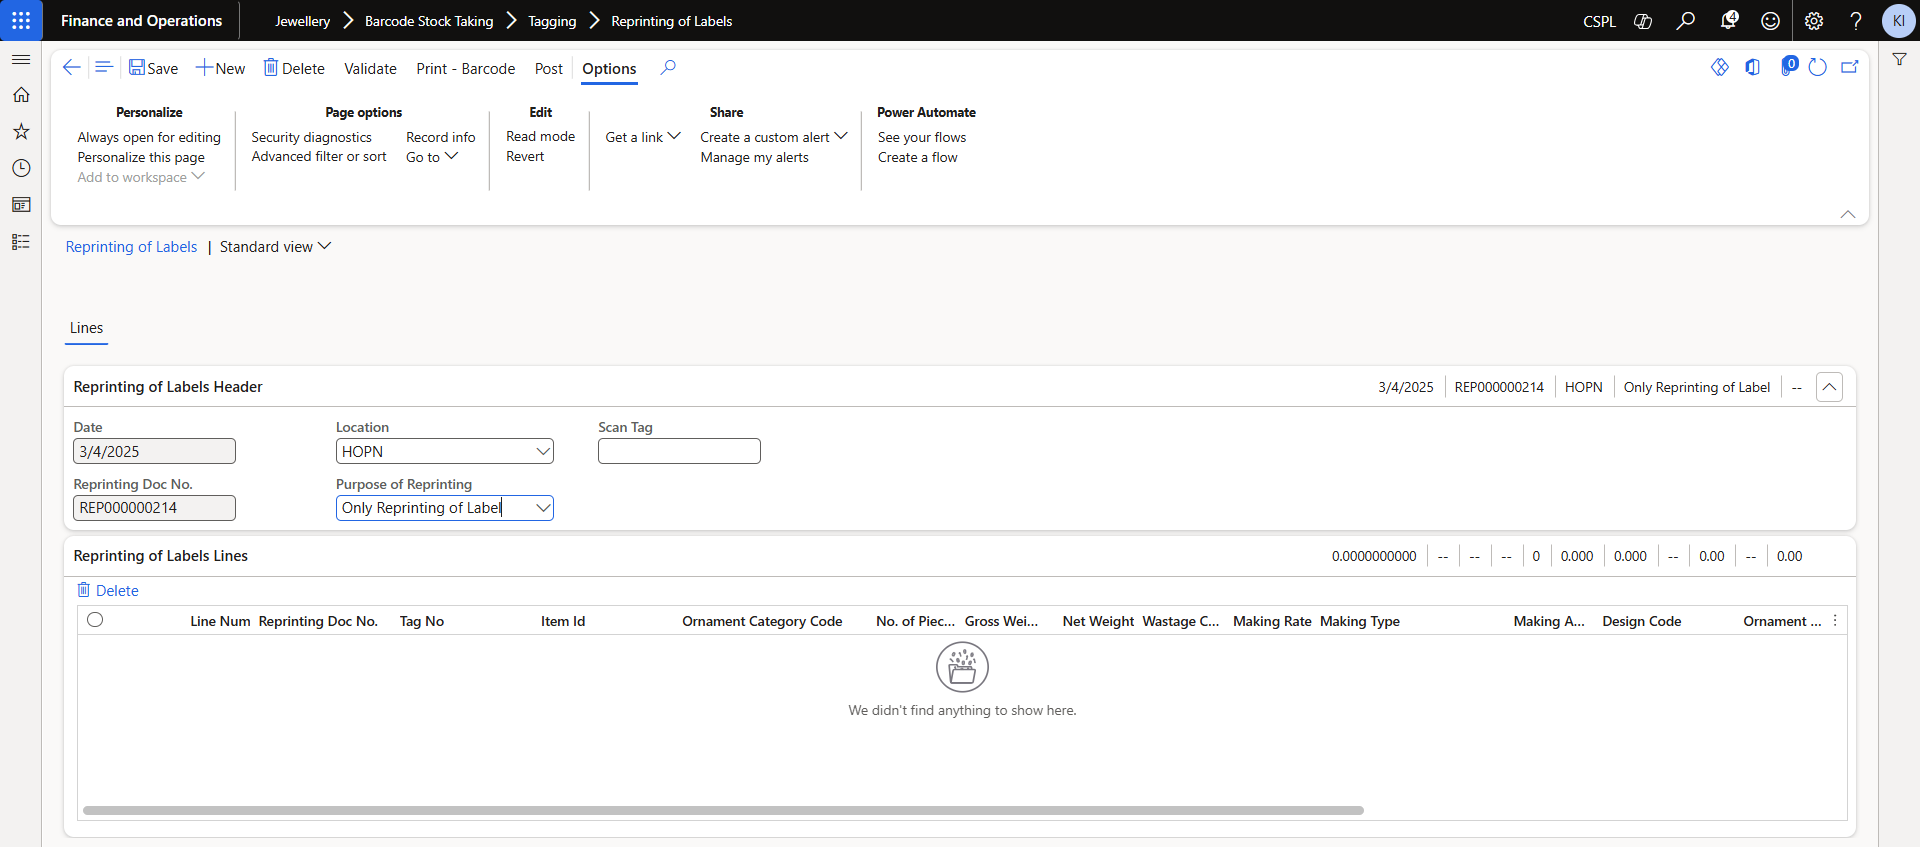 Finance and Operations Jewellery Barcode Stock Taking Tagging Reprinting of Labels CSPL 4 KI
Save New Delete Validate Print - Barcode Post Options 0
Personalize
Always open for editing
Personalize this page
Add to workspace
Page options
Security diagnostics Record info
Advanced filter or sort Go to
Edit
Read mode
Revert
Share
Get a link Create a custom alert
Manage my alerts
Power Automate
See your flows
Create a flow
Reprinting of Labels | Standard view
Lines
Reprinting of Labels Header 3/4/2025 REP000000214 HOPN Only Reprinting of Label --
Date Location Scan Tag
3/4/2025 HOPN
Reprinting Doc No. Purpose of Reprinting
REP000000214 Only Reprinting of Label
Reprinting of Labels Lines 0.0000000000 -- -- -- 0 0.000 0.000 -- 0.00 -- 0.00
Delete
Line Num Reprinting Doc No. Tag No Item Id Ornament Category Code No. of Piec... Gross Wei... Net Weight Wastage C... Making Rate Making Type Making A... Design Code Ornament ...
We didn't find anything to show here.